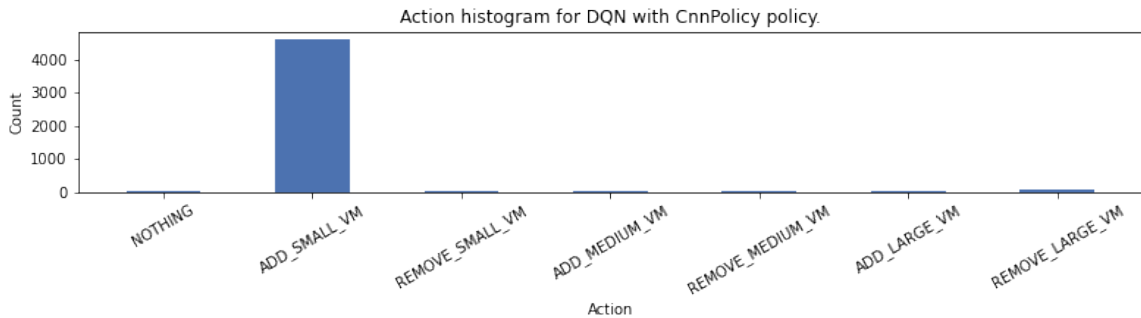 Action histogram for DQN with CnnPolicy policy.
Count
4000
3000
2000
1000
0
NOTHING
ADD_SMALL_VM
REMOVE_SMALL_VM
ADD_MEDIUM_VM
REMOVE_MEDIUM_VM
ADD_LARGE_VM
REMOVE_LARGE_VM
Action